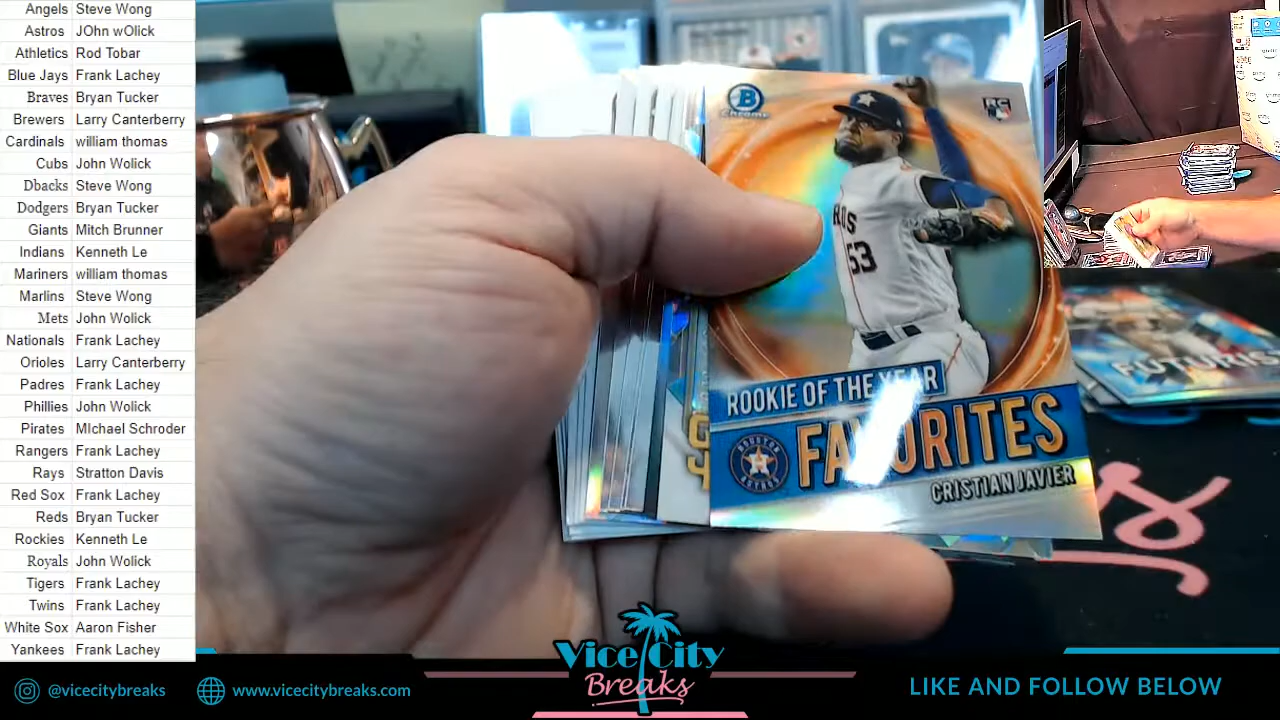 Angels Steve Wong
Astros JOhn wOlick
Athletics Rod Tobar
Blue Jays Frank Lachey
Braves Bryan Tucker
Brewers Larry Canterberry
Cardinals william thomas
Cubs John Wolick
Dbacks Steve Wong
Dodgers Bryan Tucker
Giants Mitch Brunner
Indians Kenneth Le
Mariners william thomas
Marlins Steve Wong
Mets John Wolick
Nationals Frank Lachey
Orioles Larry Canterberry
Padres Frank Lachey
Phillies John Wolick
Pirates MIchael Schroder
Rangers Frank Lachey
Rays Stratton Davis
Red Sox Frank Lachey
Reds Bryan Tucker
Rockies Kenneth Le
Royals John Wolick
Tigers Frank Lachey
Twins Frank Lachey
White Sox Aaron Fisher
Yankees Frank Lachey
B
Chrome
RC
53
ROOKIE OF THE YEAR
FAVORITES
HOUSTON
ASTROS
CRISTIAN JAVIER
FUTURIS
@vicecitybreaks
www.vicecitybreaks.com
Vice City
Breaks
LIKE AND FOLLOW BELOW